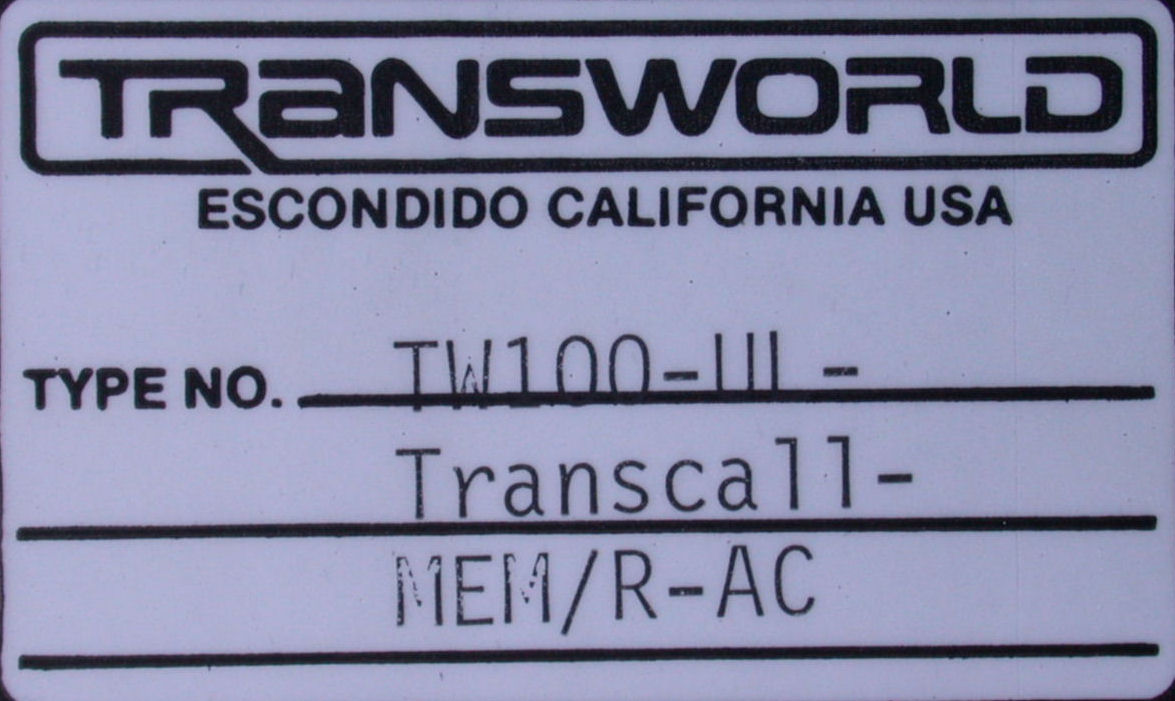 TRANSWORLD
ESCONDIDO CALIFORNIA USA
TYPE NO. TW100-UL-
Transcall-
MEM/R-AC